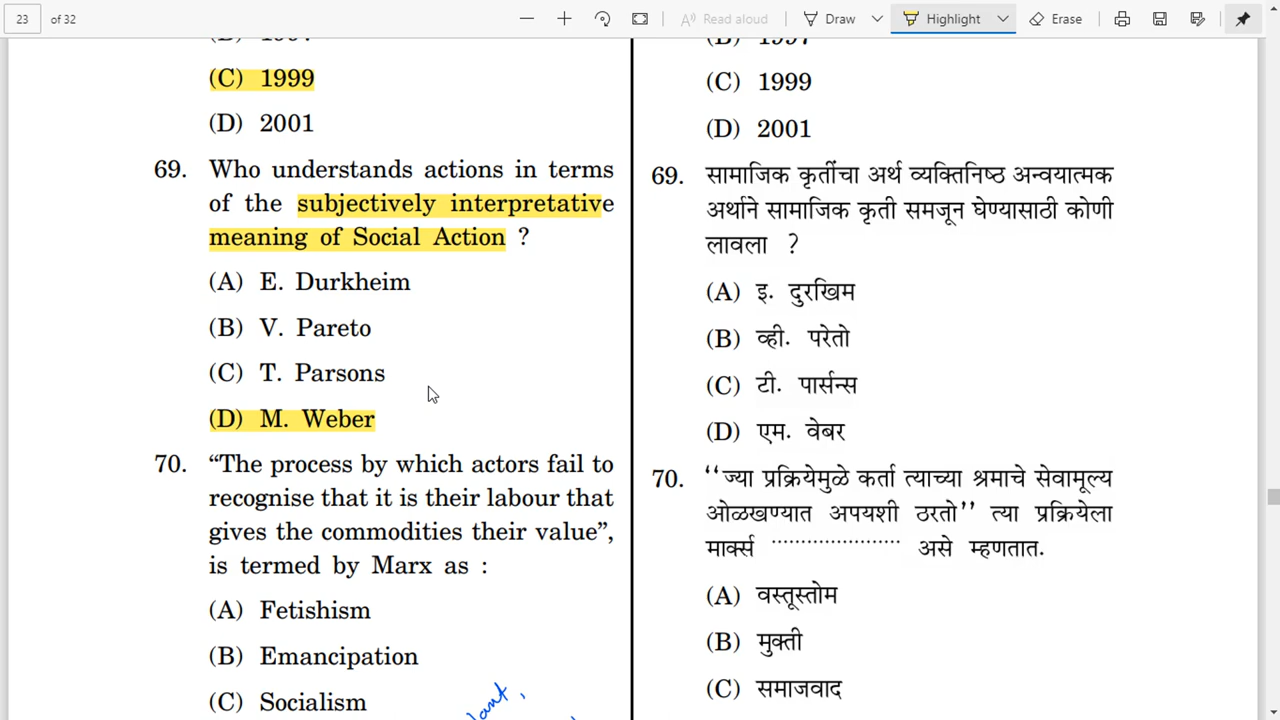 23 of 32
Read aloud
Draw
Highlight
Erase
(C) 1999
(D) 2001
69. Who understands actions in terms
of the subjectively interpretative
meaning of Social Action ?
(A) E. Durkheim
(B) V. Pareto
(C) T. Parsons
(D) M. Weber
70. “The process by which actors fail to
recognise that it is their labour that
gives the commodities their value”,
is termed by Marx as :
(A) Fetishism
(B) Emancipation
(C) Socialism
(B) 1997
(C) 1999
(D) 2001
69. सामाजिक कृतींचा अर्थ व्यक्तिनिष्ठ अन्वयात्मक
अर्थाने सामाजिक कृती समजून घेण्यासाठी कोणी
लावला ?
(A) इ. दुरखिम
(B) व्ही. परेतो
(C) टी. पार्सन्स
(D) एम. वेबर
70. ‘‘ज्या प्रक्रियेमुळे कर्ता त्याच्या श्रमाचे सेवामूल्य
ओळखण्यात अपयशी ठरतो’’ त्या प्रक्रियेला
मार्क्स ...................... असे म्हणतात.
(A) वस्तूस्तोम
(B) मुक्ती
(C) समाजवाद